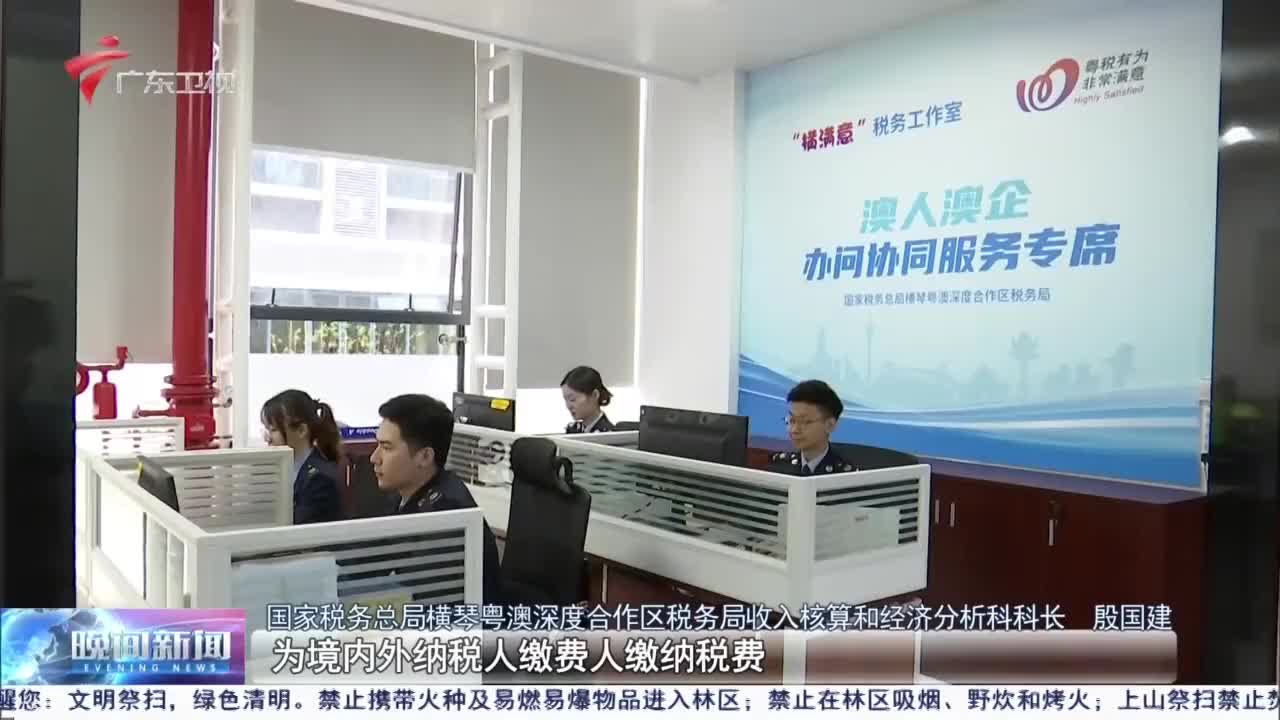 广东卫视
粤税有为
非常满意
Highly Satisfied
“横满意”税务工作室
澳人澳企
办问协同服务专席
国家税务总局横琴粤澳深度合作区税务局
国家税务总局横琴粤澳深度合作区税务局收入核算和经济分析科科长 殷国建
晚间新闻
EVENING NEWS
为境内外纳税人缴费人缴纳税费
醒您：文明祭扫，绿色清明。禁止携带火种及易燃易爆物品进入林区；禁止在林区吸烟、野炊和烤火；上山祭扫禁止焚